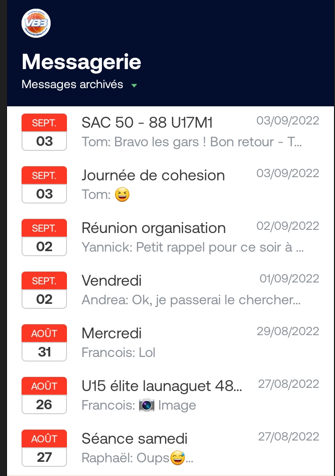 VBB
Messagerie
Messages archivés
SEPT.
03
SAC 50 - 88 U17M1
03/09/2022
Tom: Bravo les gars ! Bon retour - T...
SEPT.
03
Journée de cohesion
03/09/2022
Tom: 😆
SEPT.
02
Réunion organisation
02/09/2022
Yannick: Petit rappel pour ce soir à ...
SEPT.
02
Vendredi
01/09/2022
Andrea: Ok, je passerai le chercher...
AOÛT
31
Mercredi
29/08/2022
Francois: Lol
AOÛT
26
U15 élite launaguet 48...
27/08/2022
Francois: 📷 Image
AOÛT
27
Séance samedi
27/08/2022
Raphaël: Oups😅...